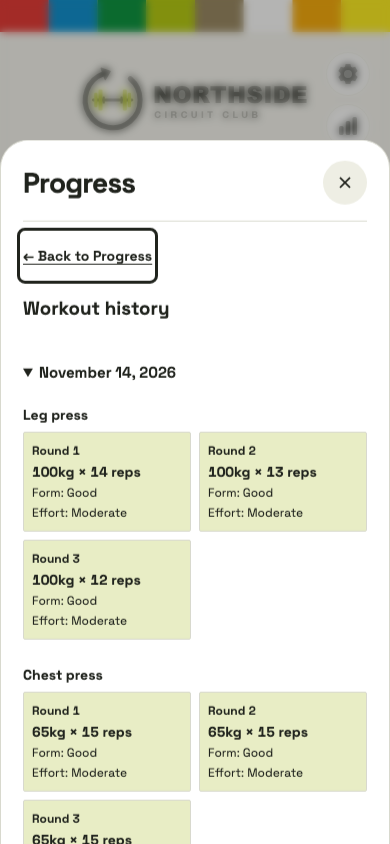 NORTHSIDE
CIRCUIT CLUB
Progress
← Back to Progress
Workout history
▼ November 14, 2026
Leg press
Round 1
100kg × 14 reps
Form: Good
Effort: Moderate
Round 2
100kg × 13 reps
Form: Good
Effort: Moderate
Round 3
100kg × 12 reps
Form: Good
Effort: Moderate
Chest press
Round 1
65kg × 15 reps
Form: Good
Effort: Moderate
Round 2
65kg × 15 reps
Form: Good
Effort: Moderate
Round 3
65kg × 15 reps